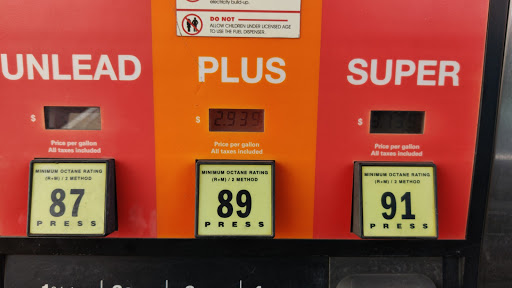 electricity build-up.
DO NOT
ALLOW CHILDREN UNDER LICENSED AGE
TO USE THE FUEL DISPENSER.
UNLEAD
PLUS
SUPER
$
$ 2.939
$
Price per gallon
All taxes included
Price per gallon
All taxes included
Price per gallon
All taxes included
MINIMUM OCTANE RATING
(R+M) / 2 METHOD
87
PRESS
MINIMUM OCTANE RATING
(R+M) / 2 METHOD
89
PRESS
MINIMUM OCTANE RATING
(R+M) / 2 METHOD
91
PRESS